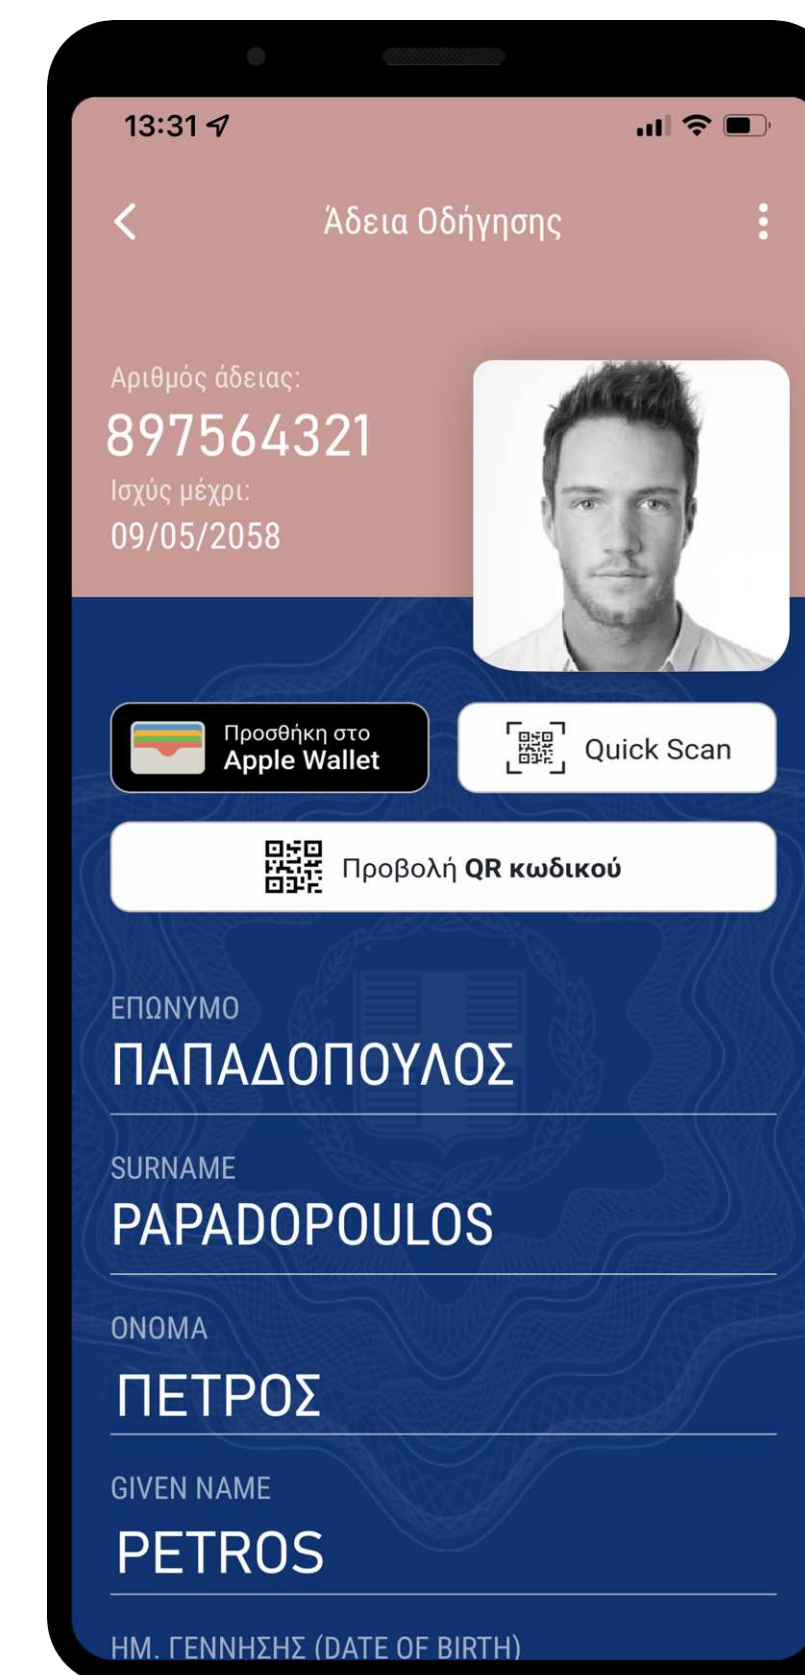 13:31
Άδεια Οδήγησης
Αριθμός άδειας:
897564321
Ισχύς μέχρι:
09/05/2058
Προσθήκη στο
Apple Wallet
Quick Scan
Προβολή QR κωδικού
ΕΠΩΝΥΜΟ
ΠΑΠΑΔΟΠΟΥΛΟΣ
SURNAME
PAPADOPOULOS
ΟΝΟΜΑ
ΠΕΤΡΟΣ
GIVEN NAME
PETROS
ΗΜ. ΓΕΝΝΗΣΗΣ (DATE OF BIRTH)